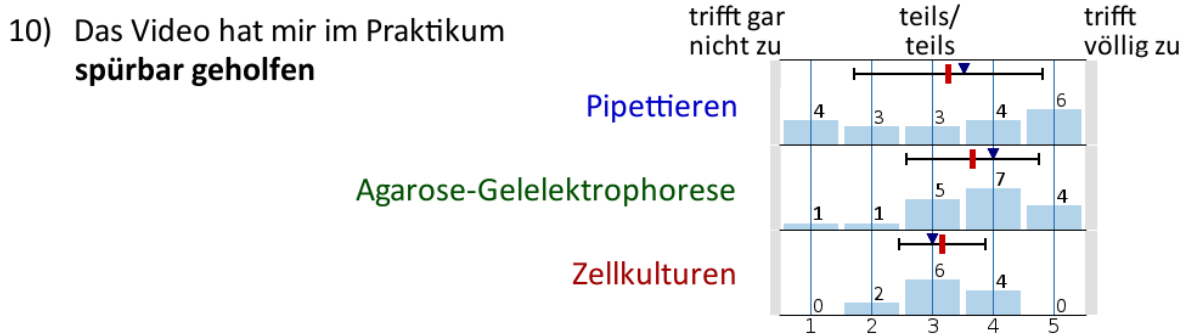 10) Das Video hat mir im Praktikum
spürbar geholfen
trifft gar
nicht zu
teils/
teils
trifft
völlig zu
Pipettieren
4 3 3 4 6
Agarose-Gelelektrophorese
1 1 5 7 4
Zellkulturen
0 2 6 4 0
1 2 3 4 5